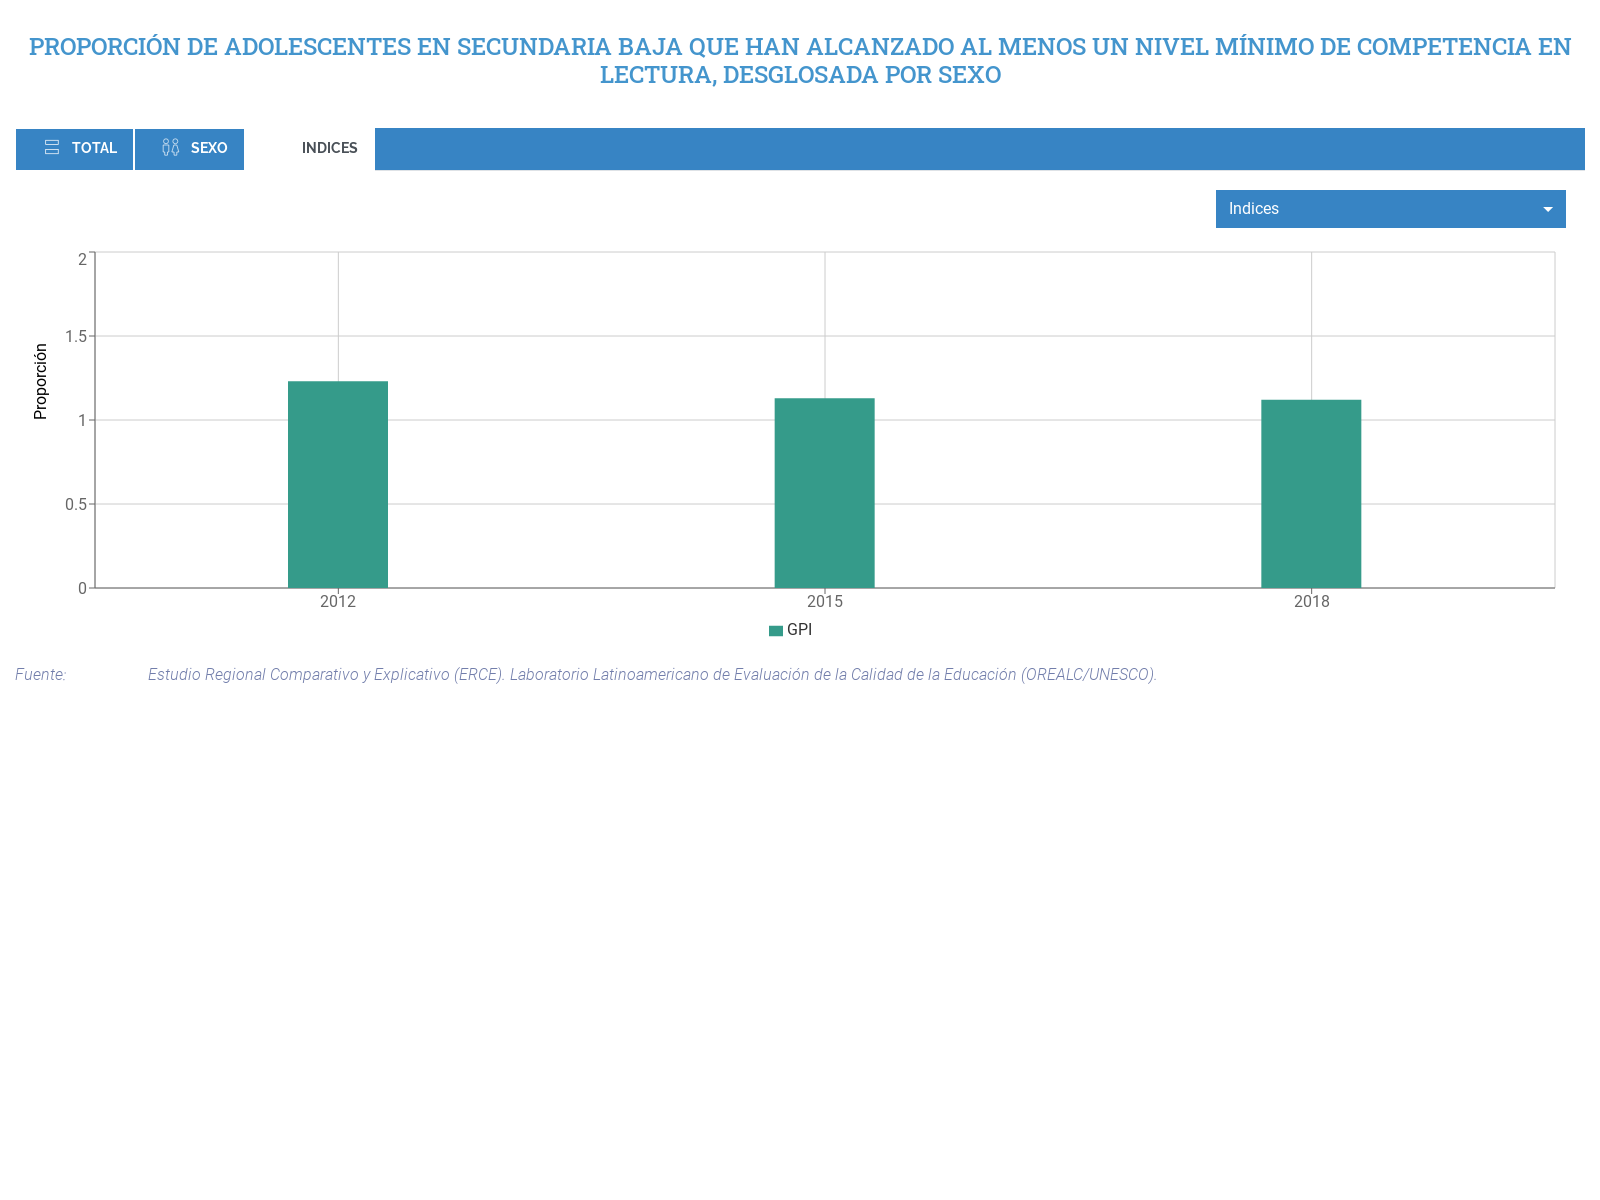 PROPORCIÓN DE ADOLESCENTES EN SECUNDARIA BAJA QUE HAN ALCANZADO AL MENOS UN NIVEL MÍNIMO DE COMPETENCIA EN
LECTURA, DESGLOSADA POR SEXO
TOTAL SEXO INDICES
Indices
Proporción
2
1.5
1
0.5
0
2012 2015 2018
GPI
Fuente: Estudio Regional Comparativo y Explicativo (ERCE). Laboratorio Latinoamericano de Evaluación de la Calidad de la Educación (OREALC/UNESCO).